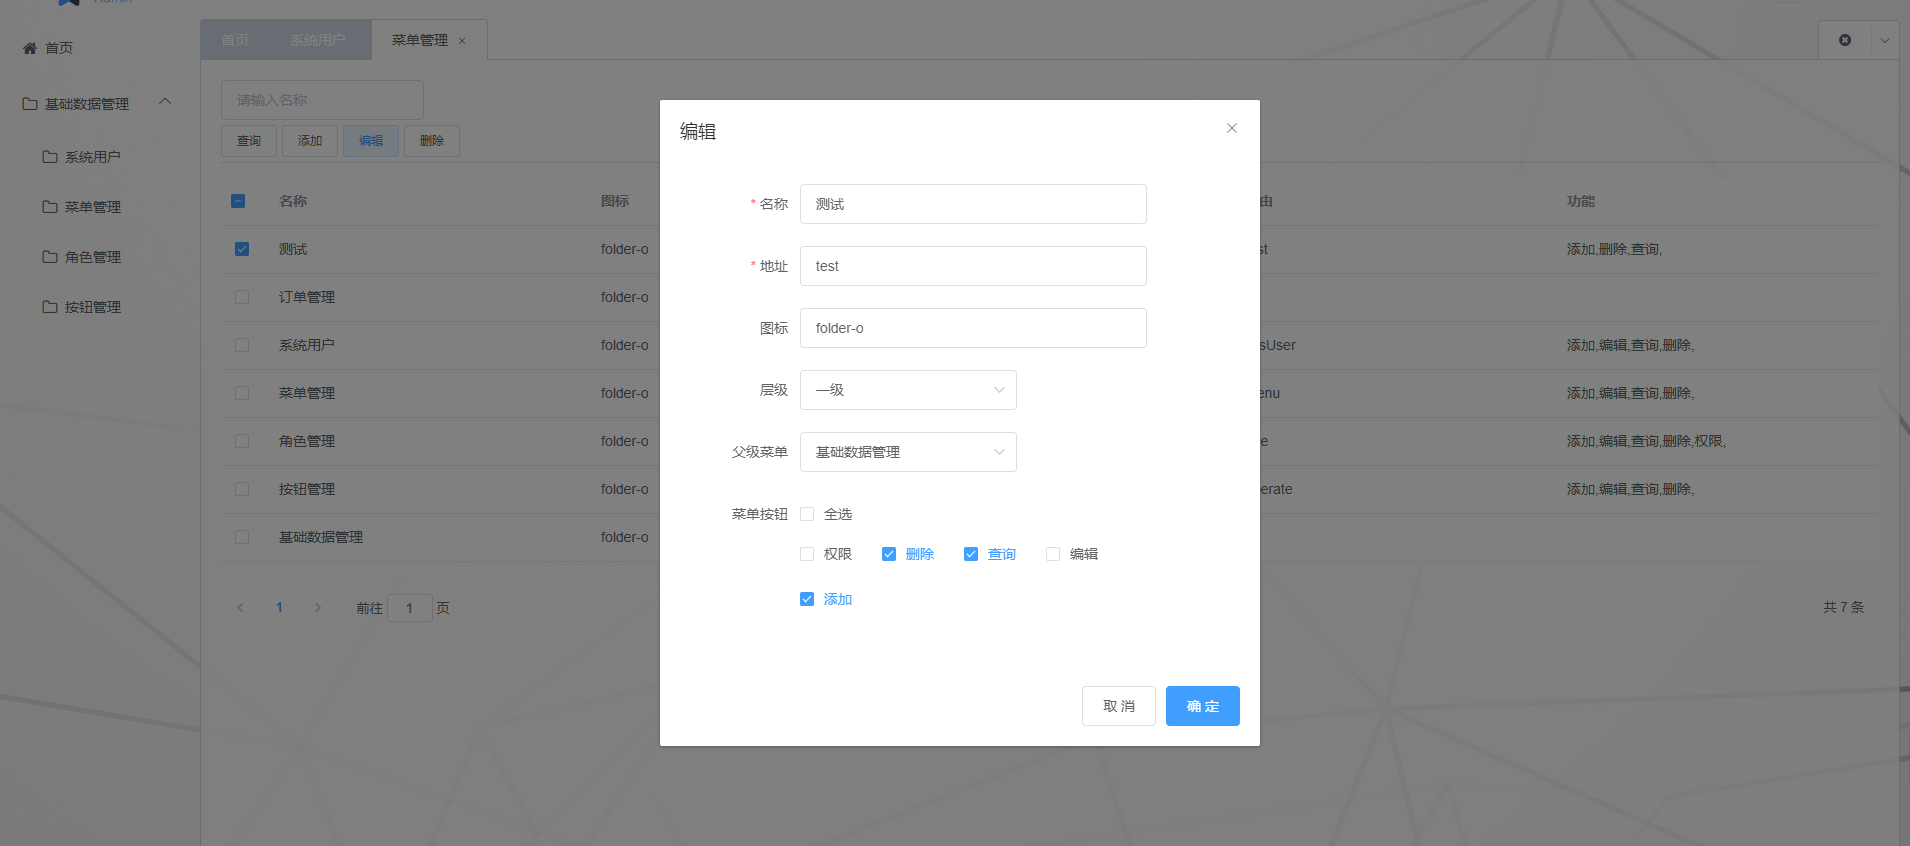 Admin
首页
基础数据管理
系统用户
菜单管理
角色管理
按钮管理
首页 系统用户 菜单管理
请输入名称
查询 添加 编辑 删除
名称 图标 由 功能
测试 folder-o st 添加,删除,查询,
订单管理 folder-o
系统用户 folder-o sUser 添加,编辑,查询,删除,
菜单管理 folder-o enu 添加,编辑,查询,删除,
角色管理 folder-o e 添加,编辑,查询,删除,权限,
按钮管理 folder-o erate 添加,编辑,查询,删除,
基础数据管理 folder-o
1 前往 1 页 共 7 条
编辑
* 名称 测试
* 地址 test
图标 folder-o
层级 一级
父级菜单 基础数据管理
菜单按钮 全选
权限 删除 查询 编辑
添加
取 消 确 定